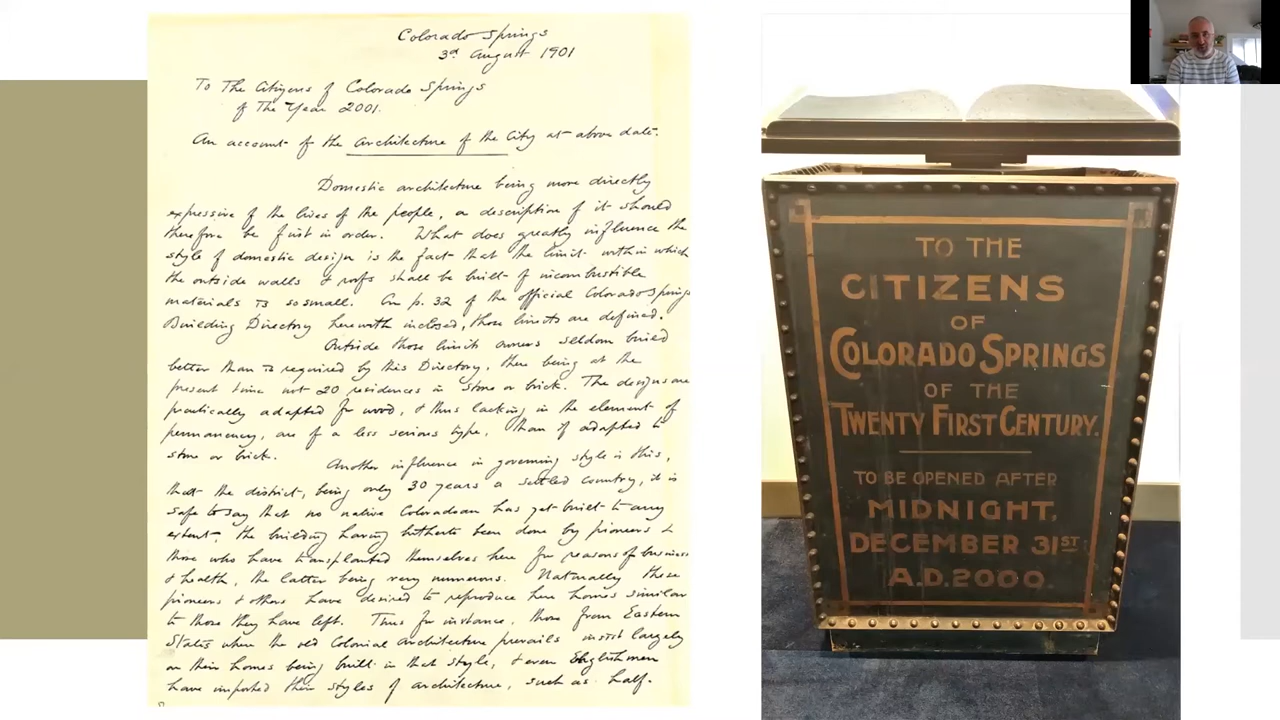 Colorado Springs
3d August 1901
To The Citizens of Colorado Springs
of The Year 2001.
An account of the Architecture of the City at above date.
Domestic architecture being more directly
expressive of the lives of the people, a description of it should
therefore be first in order. What does greatly influence the
style of domestic design is the fact that the limit within which
the outside walls & roofs shall be built of incombustible
materials is so small. On p. 32 of the official Colorado Springs
Building Directory herewith inclosed, those limits are defined.
Outside those limits owners seldom build
better than is required by this Directory, there being at the
present time not 20 residences in stone or brick. The designs are
practically adapted for wood, & thus lacking in the element of
permanency, are of a less serious type, than if adapted to
stone or brick.
Another influence in governing style is this,
that the district, being only 30 years a settled country, it is
safe to say that no native Coloradoan has yet built to any
extent, the building having hitherto been done by pioneers &
those who have transplanted themselves here for reasons of business
& health, the latter being very numerous. Naturally these
pioneers & others have desired to reproduce here homes similar
to those they have left. Thus for instance, those from Eastern
States where the old Colonial Architecture prevails insist largely
on their homes being built in that style, & even Englishmen
have imported their styles of architecture, such as half-
TO THE
CITIZENS
OF
COLORADO SPRINGS
OF THE
TWENTY FIRST CENTURY.
TO BE OPENED AFTER
MIDNIGHT,
DECEMBER 31ST
A.D. 2000